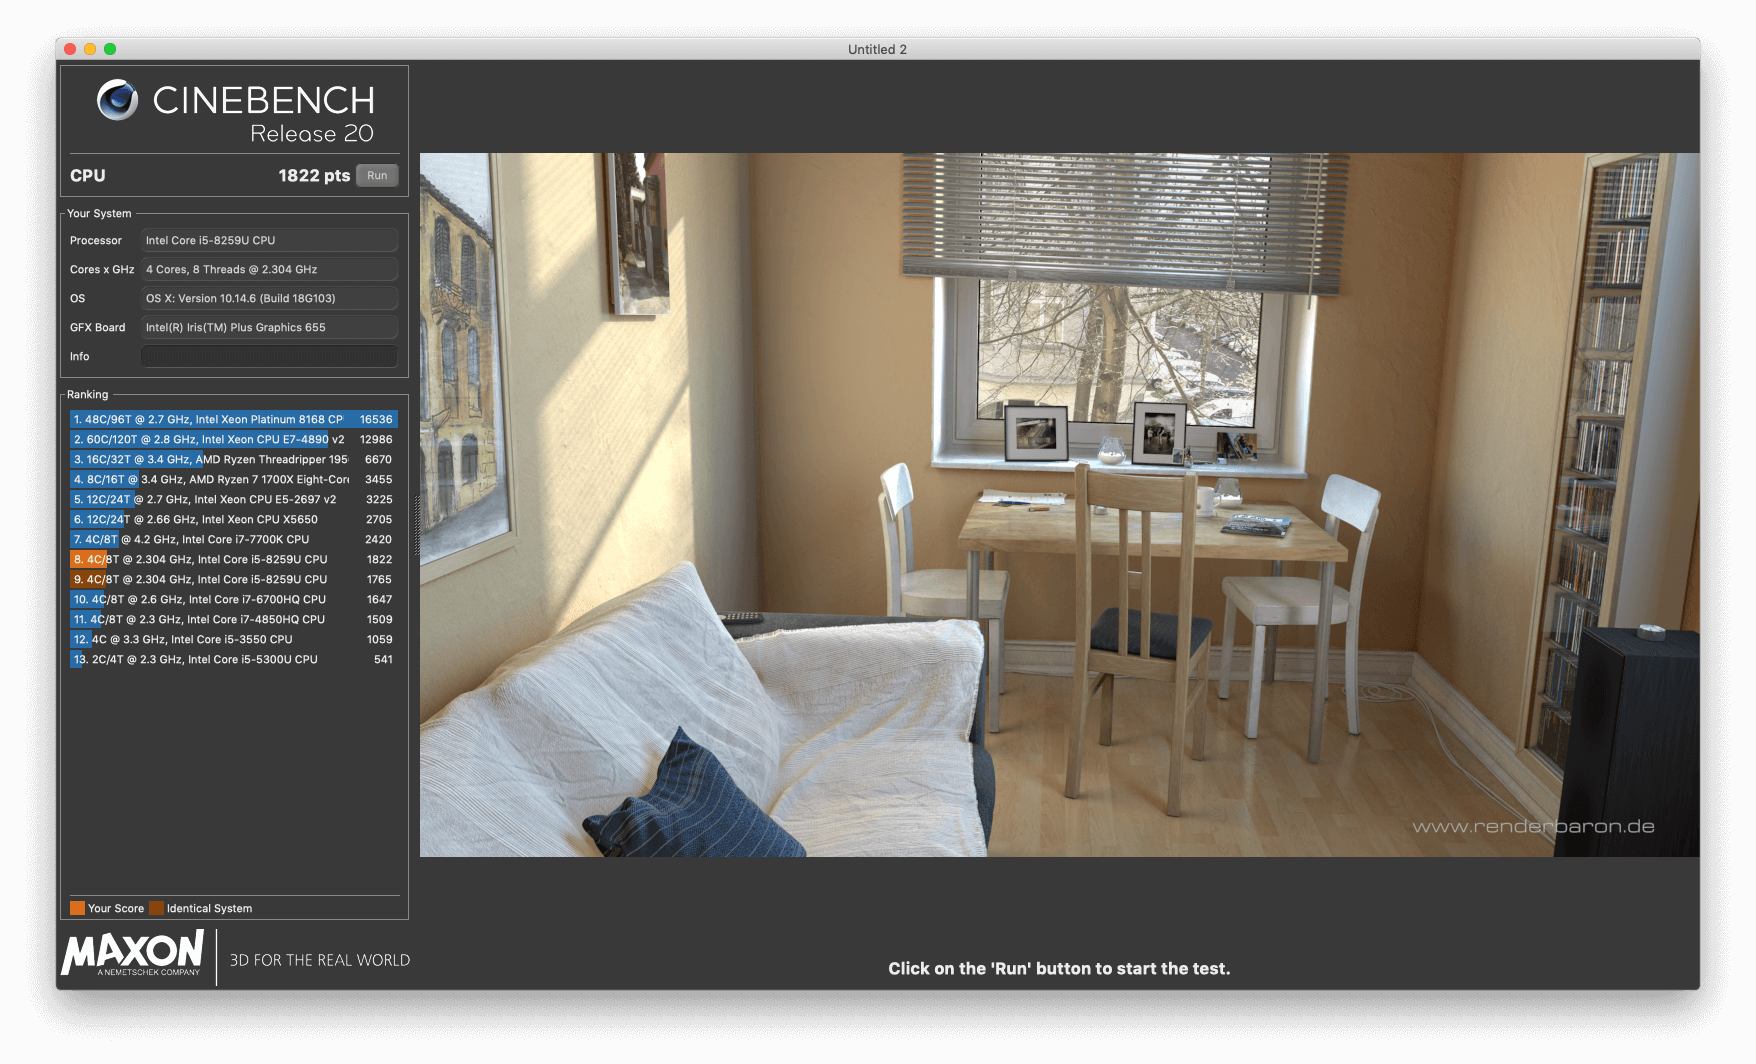 Untitled 2
CINEBENCH
Release 20
CPU 1822 pts Run
Your System
Processor Intel Core i5-8259U CPU
Cores x GHz 4 Cores, 8 Threads @ 2.304 GHz
OS OS X: Version 10.14.6 (Build 18G103)
GFX Board Intel(R) Iris(TM) Plus Graphics 655
Info
Ranking
1. 48C/96T @ 2.7 GHz, Intel Xeon Platinum 8168 CP 16536
2. 60C/120T @ 2.8 GHz, Intel Xeon CPU E7-4890 v2 12986
3. 16C/32T @ 3.4 GHz, AMD Ryzen Threadripper 195 6670
4. 8C/16T @ 3.4 GHz, AMD Ryzen 7 1700X Eight-Core 3455
5. 12C/24T @ 2.7 GHz, Intel Xeon CPU E5-2697 v2 3225
6. 12C/24T @ 2.66 GHz, Intel Xeon CPU X5650 2705
7. 4C/8T @ 4.2 GHz, Intel Core i7-7700K CPU 2420
8. 4C/8T @ 2.304 GHz, Intel Core i5-8259U CPU 1822
9. 4C/8T @ 2.304 GHz, Intel Core i5-8259U CPU 1765
10. 4C/8T @ 2.6 GHz, Intel Core i7-6700HQ CPU 1647
11. 4C/8T @ 2.3 GHz, Intel Core i7-4850HQ CPU 1509
12. 4C @ 3.3 GHz, Intel Core i5-3550 CPU 1059
13. 2C/4T @ 2.3 GHz, Intel Core i5-5300U CPU 541
www.renderbaron.de
Your Score Identical System
MAXON
A NEMETSCHEK COMPANY
3D FOR THE REAL WORLD
Click on the 'Run' button to start the test.